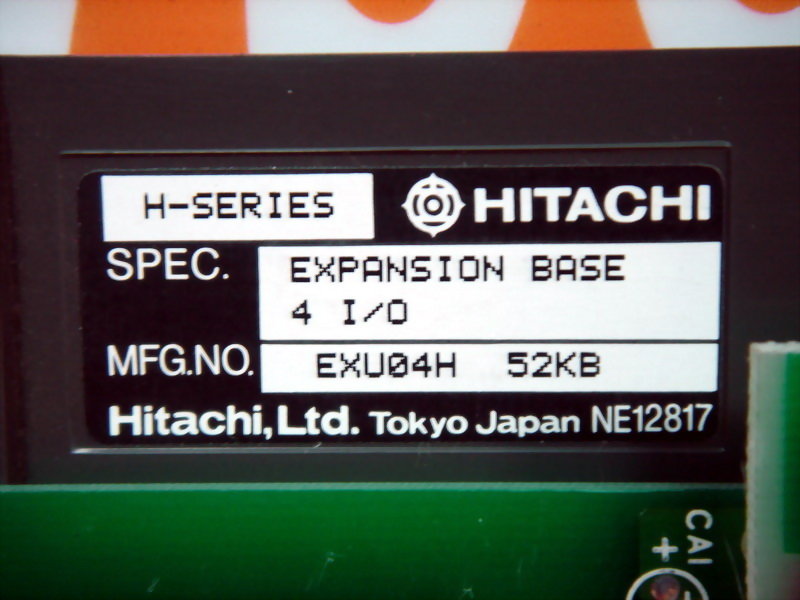 H-SERIES HITACHI
SPEC. EXPANSION BASE
4 I/O
MFG.NO. EXU04H 52KB
Hitachi,Ltd. Tokyo Japan NE12817
CAI
+